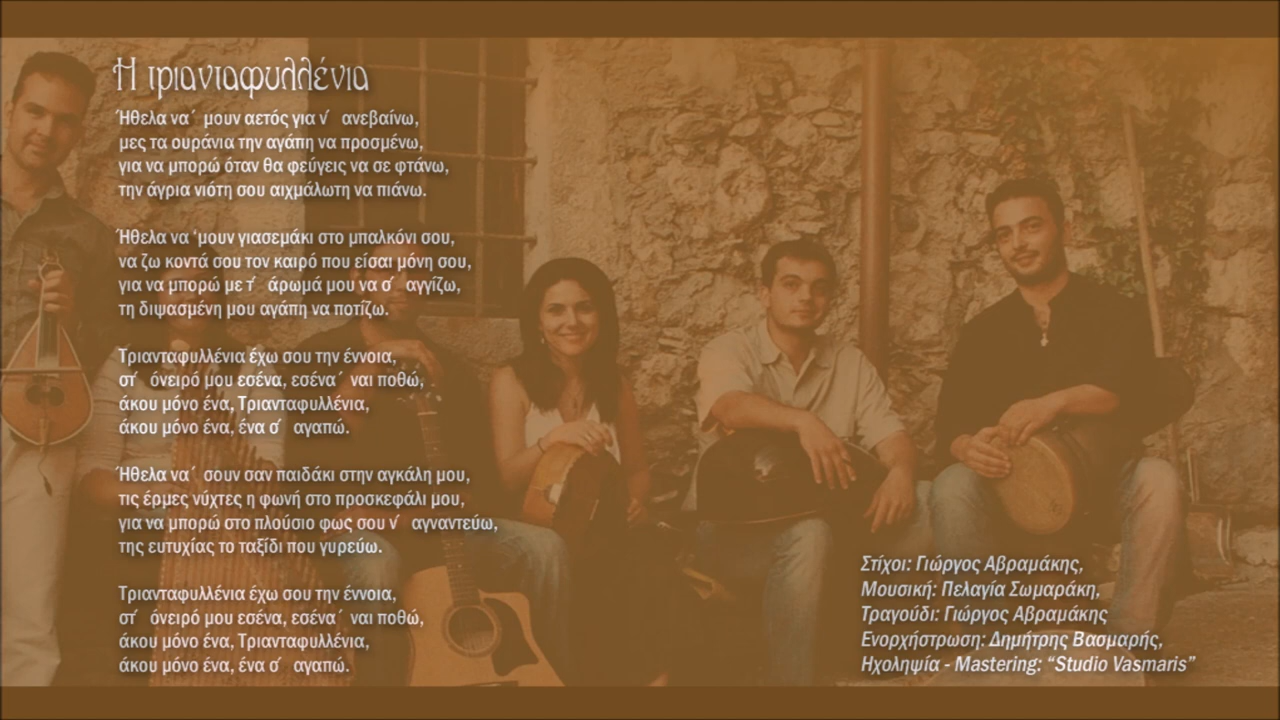 Η τριανταφυλλένια
Ήθελα να΄ μουν αετός για ν΄ ανεβαίνω,
μες τα ουράνια την αγάπη να προσμένω,
για να μπορώ όταν θα φεύγεις να σε φτάνω,
την άγρια νιότη σου αιχμάλωτη να πιάνω.
Ήθελα να ‘μουν γιασεμάκι στο μπαλκόνι σου,
να ζω κοντά σου τον καιρό που είσαι μόνη σου,
για να μπορώ με τ΄ άρωμά μου να σ΄ αγγίζω,
τη διψασμένη μου αγάπη να ποτίζω.
Τριανταφυλλένια έχω σου την έννοια,
στ΄ όνειρό μου εσένα, εσένα΄ ναι ποθώ,
άκου μόνο ένα, Τριανταφυλλένια,
άκου μόνο ένα, ένα σ΄ αγαπώ.
Ήθελα να΄ σουν σαν παιδάκι στην αγκάλη μου,
τις έρμες νύχτες η φωνή στο προσκεφάλι μου,
για να μπορώ στο πλούσιο φως σου ν΄ αγναντεύω,
της ευτυχίας το ταξίδι που γυρεύω.
Τριανταφυλλένια έχω σου την έννοια,
στ΄ όνειρό μου εσένα, εσένα΄ ναι ποθώ,
άκου μόνο ένα, Τριανταφυλλένια,
άκου μόνο ένα, ένα σ΄ αγαπώ.
Στίχοι: Γιώργος Αβραμάκης,
Μουσική: Πελαγία Σωμαράκη,
Τραγούδι: Γιώργος Αβραμάκης
Ενορχήστρωση: Δημήτρης Βασμαρής,
Ηχοληψία - Mastering: “Studio Vasmaris”